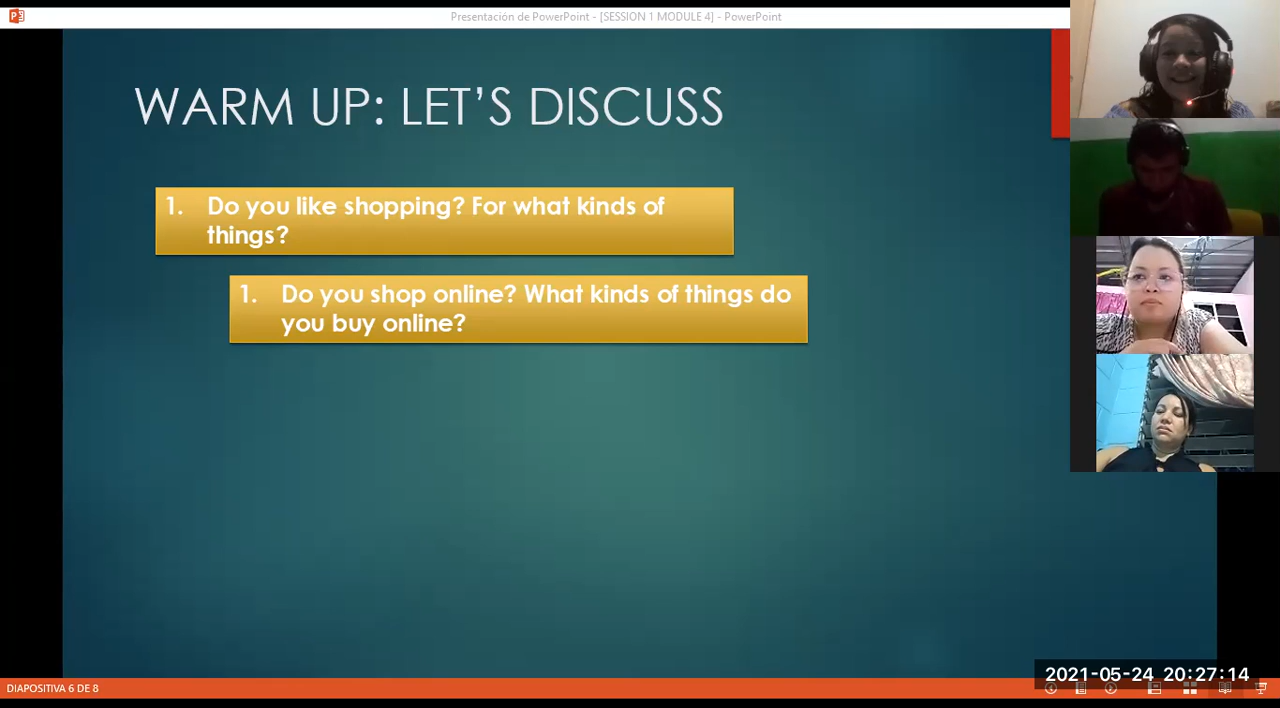 Presentación de PowerPoint - [SESSION 1 MODULE 4] - PowerPoint
WARM UP: LET’S DISCUSS
1. Do you like shopping? For what kinds of
things?
1. Do you shop online? What kinds of things do
you buy online?
2021-05-24 20:27:14
DIAPOSITIVA 6 DE 8